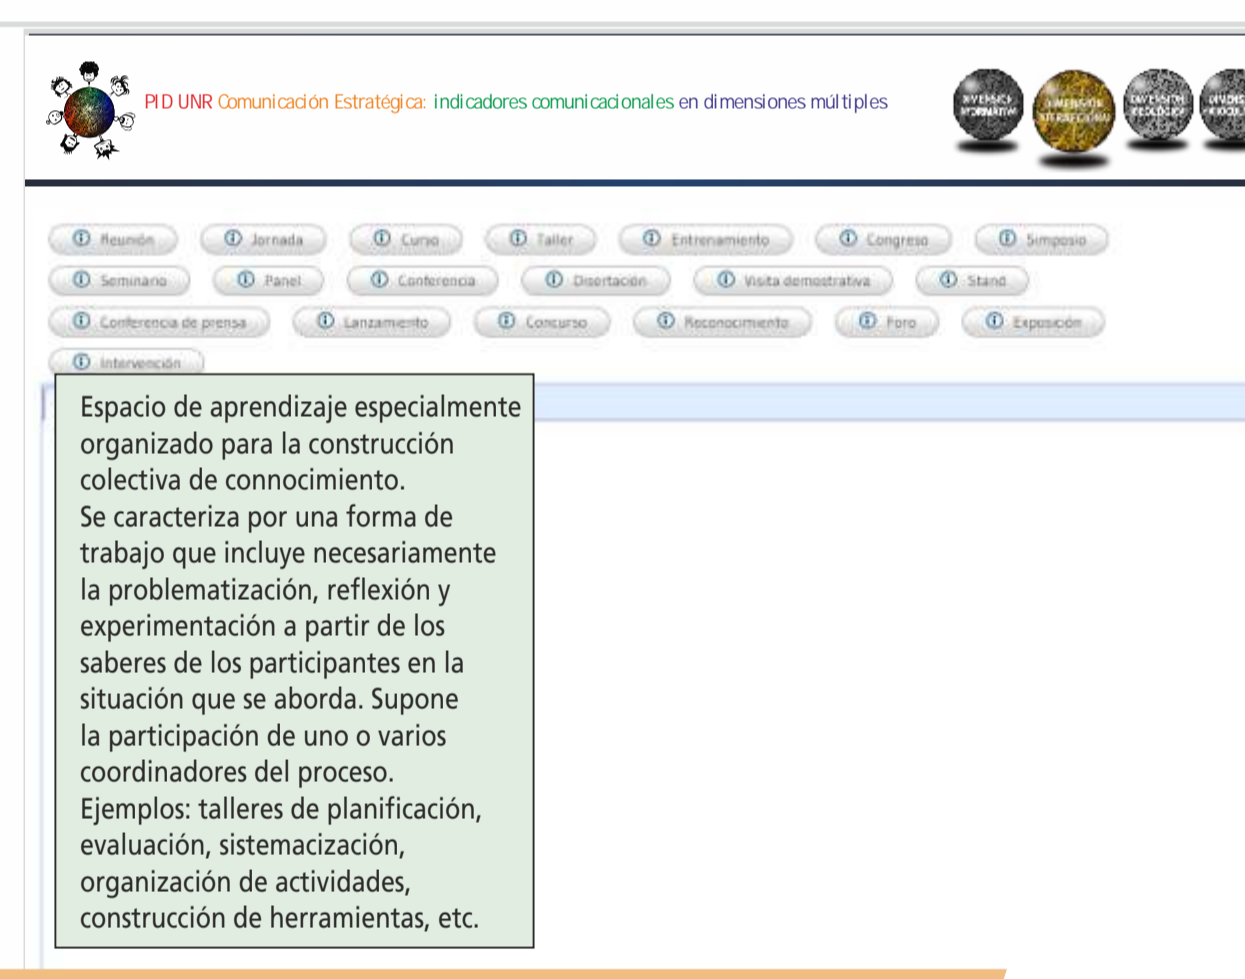 PID UNR Comunicación Estratégica: indicadores comunicacionales en dimensiones múltiples
DIMENSIÓN
DIMENSIÓN
DIMENSIÓN
Reunión Jornada Curso Taller Entrenamiento Congreso Simposio
Seminario Panel Conferencia Disertación Visita demostrativa Stand
Conferencia de prensa Lanzamiento Concurso Reconocimiento Foro Exposición
Intervención
Espacio de aprendizaje especialmente
organizado para la construcción
colectiva de connocimiento.
Se caracteriza por una forma de
trabajo que incluye necesariamente
la problematización, reflexión y
experimentación a partir de los
saberes de los participantes en la
situación que se aborda. Supone
la participación de uno o varios
coordinadores del proceso.
Ejemplos: talleres de planificación,
evaluación, sistemacización,
organización de actividades,
construcción de herramientas, etc.